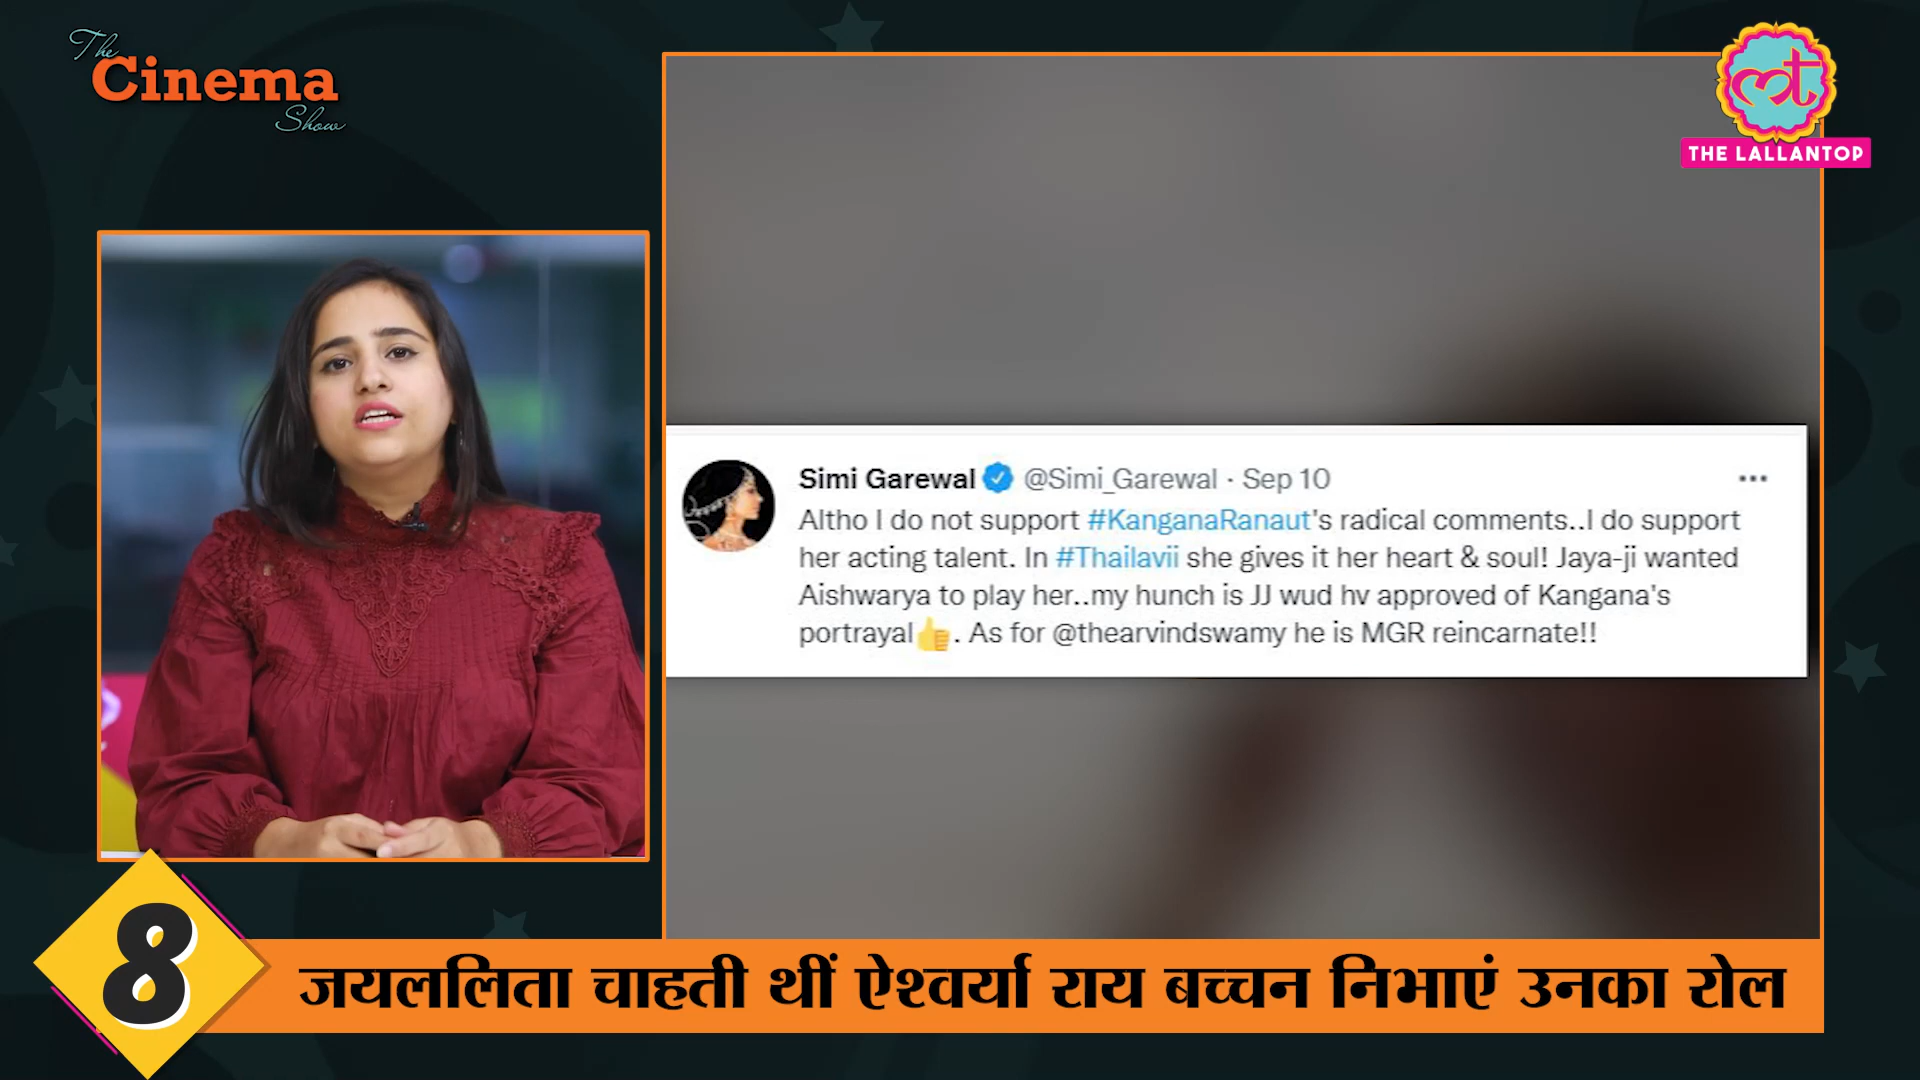 The
Cinema
Show
THE LALLANTOP
Simi Garewal @Simi_Garewal · Sep 10
Altho I do not support #KanganaRanaut's radical comments..I do support
her acting talent. In #Thailavii she gives it her heart & soul! Jaya-ji wanted
Aishwarya to play her..my hunch is JJ wud hv approved of Kangana's
portrayal👍. As for @thearvindswamy he is MGR reincarnate!!
8
जयललिता चाहती थीं ऐश्वर्या राय बच्चन निभाएं उनका रोल